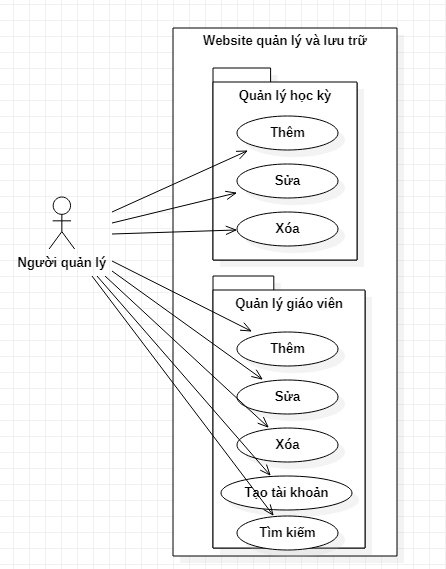 Website quản lý và lưu trữ
Quản lý học kỳ
Thêm
Sửa
Xóa
Người quản lý
Quản lý giáo viên
Thêm
Sửa
Xóa
Tạo tài khoản
Tìm kiếm